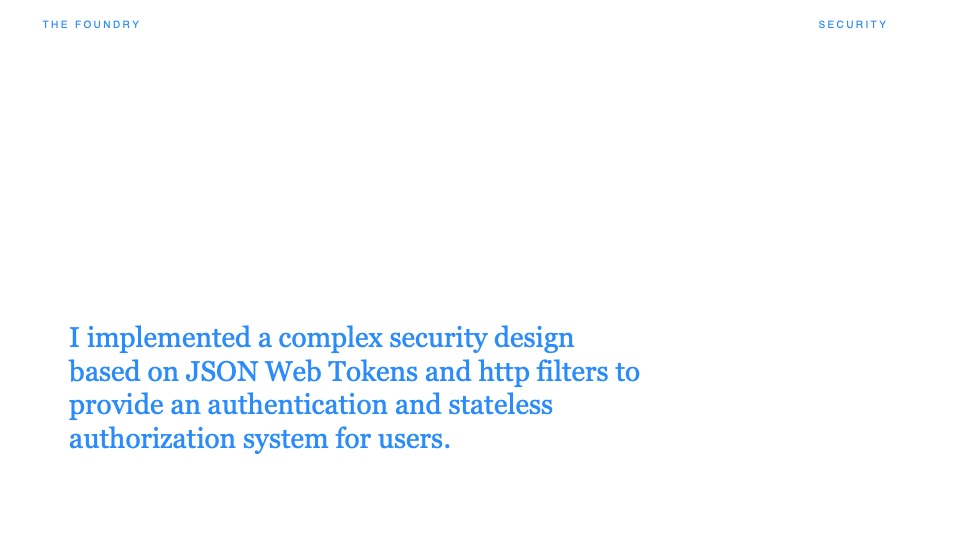 THE FOUNDRY
SECURITY
I implemented a complex security design
based on JSON Web Tokens and http filters to
provide an authentication and stateless
authorization system for users.